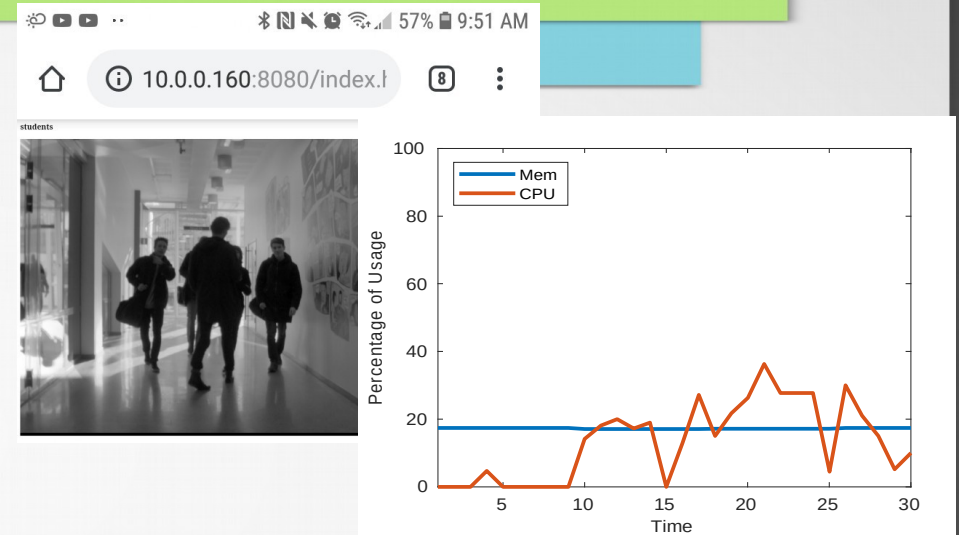 57% 9:51 AM
10.0.0.160:8080/index.h
8
students
100
80
60
40
20
0
Percentage of Usage
Mem
CPU
5 10 15 20 25 30
Time